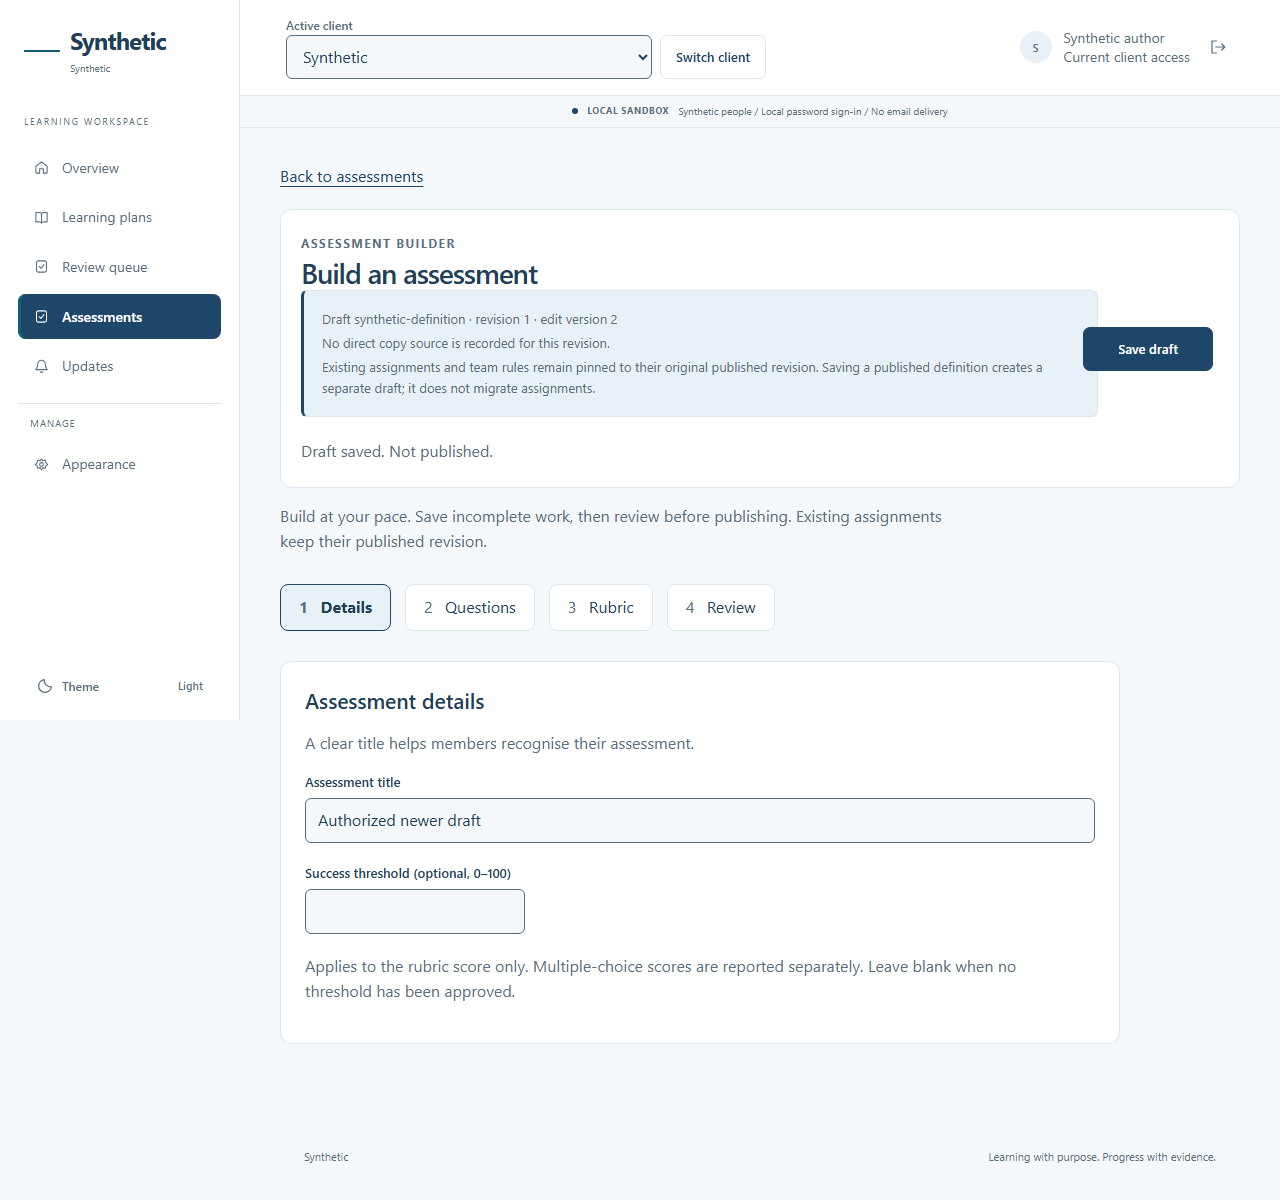 Synthetic
Synthetic
LEARNING WORKSPACE
Overview
Learning plans
Review queue
Assessments
Updates
MANAGE
Appearance
Theme
Light
Active client
Synthetic
Switch client
S
Synthetic author
Current client access
LOCAL SANDBOX Synthetic people / Local password sign-in / No email delivery
Back to assessments
ASSESSMENT BUILDER
Build an assessment
Draft synthetic-definition · revision 1 · edit version 2
No direct copy source is recorded for this revision.
Existing assignments and team rules remain pinned to their original published revision. Saving a published definition creates a
separate draft; it does not migrate assignments.
Save draft
Draft saved. Not published.
Build at your pace. Save incomplete work, then review before publishing. Existing assignments
keep their published revision.
1 Details
2 Questions
3 Rubric
4 Review
Assessment details
A clear title helps members recognise their assessment.
Assessment title
Authorized newer draft
Success threshold (optional, 0–100)
Applies to the rubric score only. Multiple-choice scores are reported separately. Leave blank when no
threshold has been approved.
Synthetic
Learning with purpose. Progress with evidence.